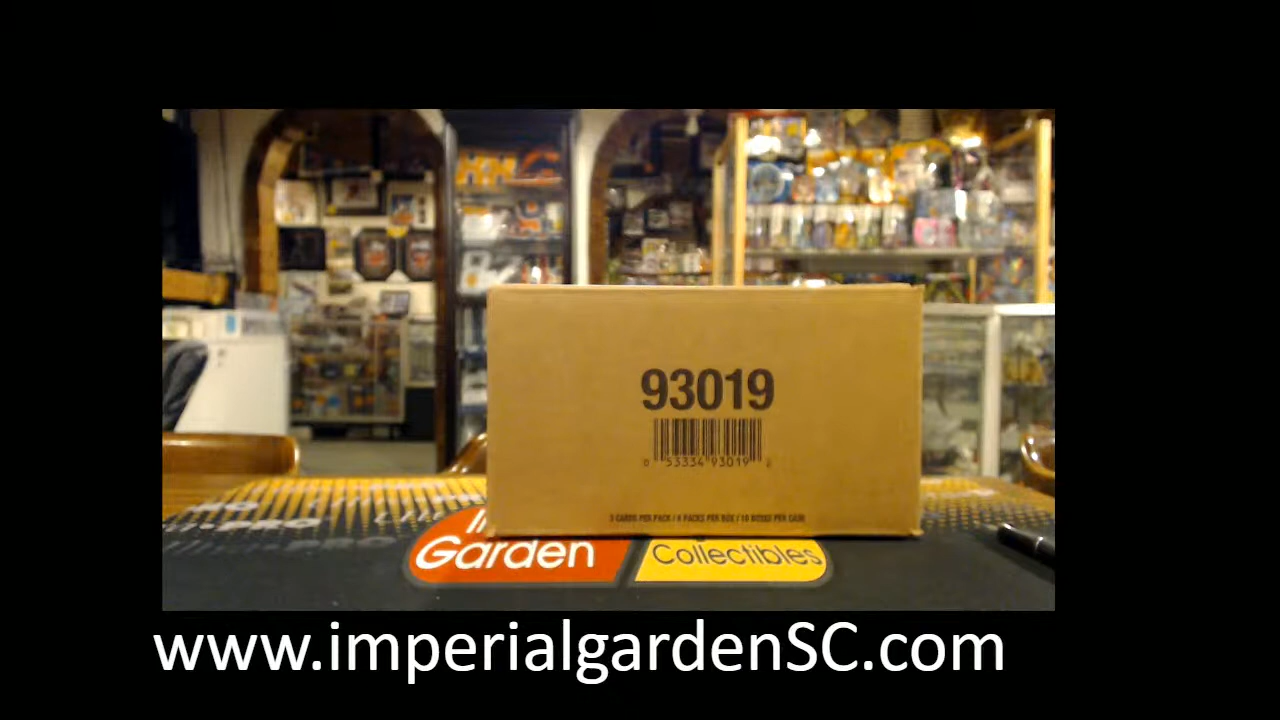 93019
0 53334 93019 2
3 CARDS PER PACK / 6 PACKS PER BOX / 10 BOXES PER CASE
Garden
Collectibles
www.imperialgardenSC.com